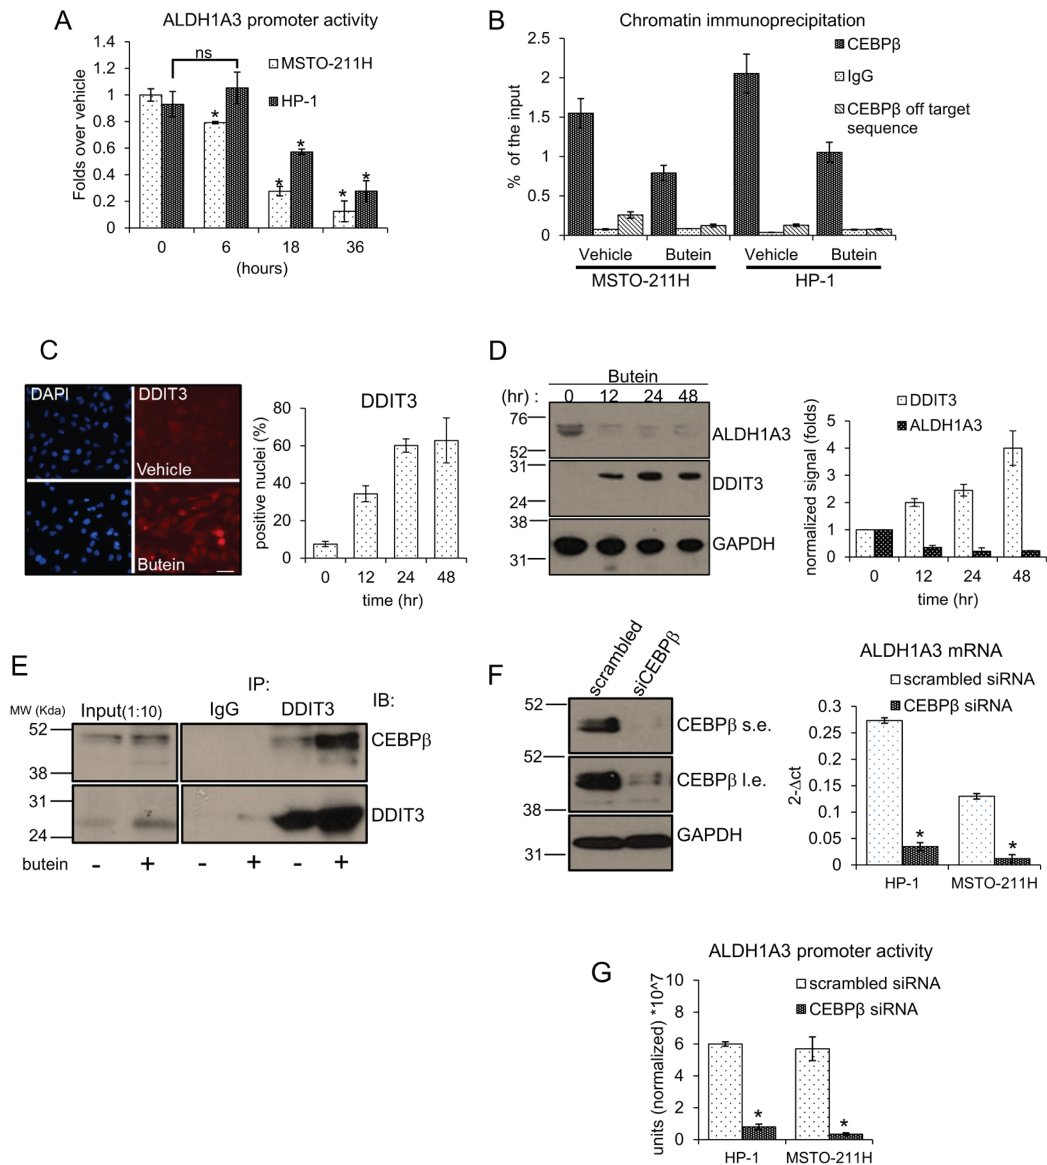 A
ALDH1A3 promoter activity
Folds over vehicle
1.4
1.2
1
0.8
0.6
0.4
0.2
0
ns
*
*
*
*
*
MSTO-211H
HP-1
0 6 18 36
(hours)
B
Chromatin immunoprecipitation
% of the input
2.5
2
1.5
1
0.5
0
CEBPβ
IgG
CEBPβ off target
sequence
Vehicle Butein Vehicle Butein
MSTO-211H HP-1
C
DAPI
DDIT3
Vehicle
Butein
DDIT3
positive nuclei (%)
80
60
40
20
0
0 12 24 48
time (hr)
D
Butein
(hr) : 0 12 24 48
76
52
ALDH1A3
31
24
DDIT3
38
31
GAPDH
DDIT3
ALDH1A3
normalized signal (folds)
5
4
3
2
1
0
0 12 24 48
time (hr)
E
IP:
MW (Kda) Input(1:10) IgG DDIT3 IB:
52
38
CEBPβ
31
24
DDIT3
butein - + - + - +
F
scrambled
siCEBPβ
52
CEBPβ s.e.
52
CEBPβ l.e.
38
GAPDH
31
ALDH1A3 mRNA
scrambled siRNA
CEBPβ siRNA
2-Δct
0.3
0.25
0.2
0.15
0.1
0.05
0
*
*
HP-1 MSTO-211H
G
ALDH1A3 promoter activity
units (normalized) *10^7
10
8
6
4
2
0
scrambled siRNA
CEBPβ siRNA
*
*
HP-1 MSTO-211H